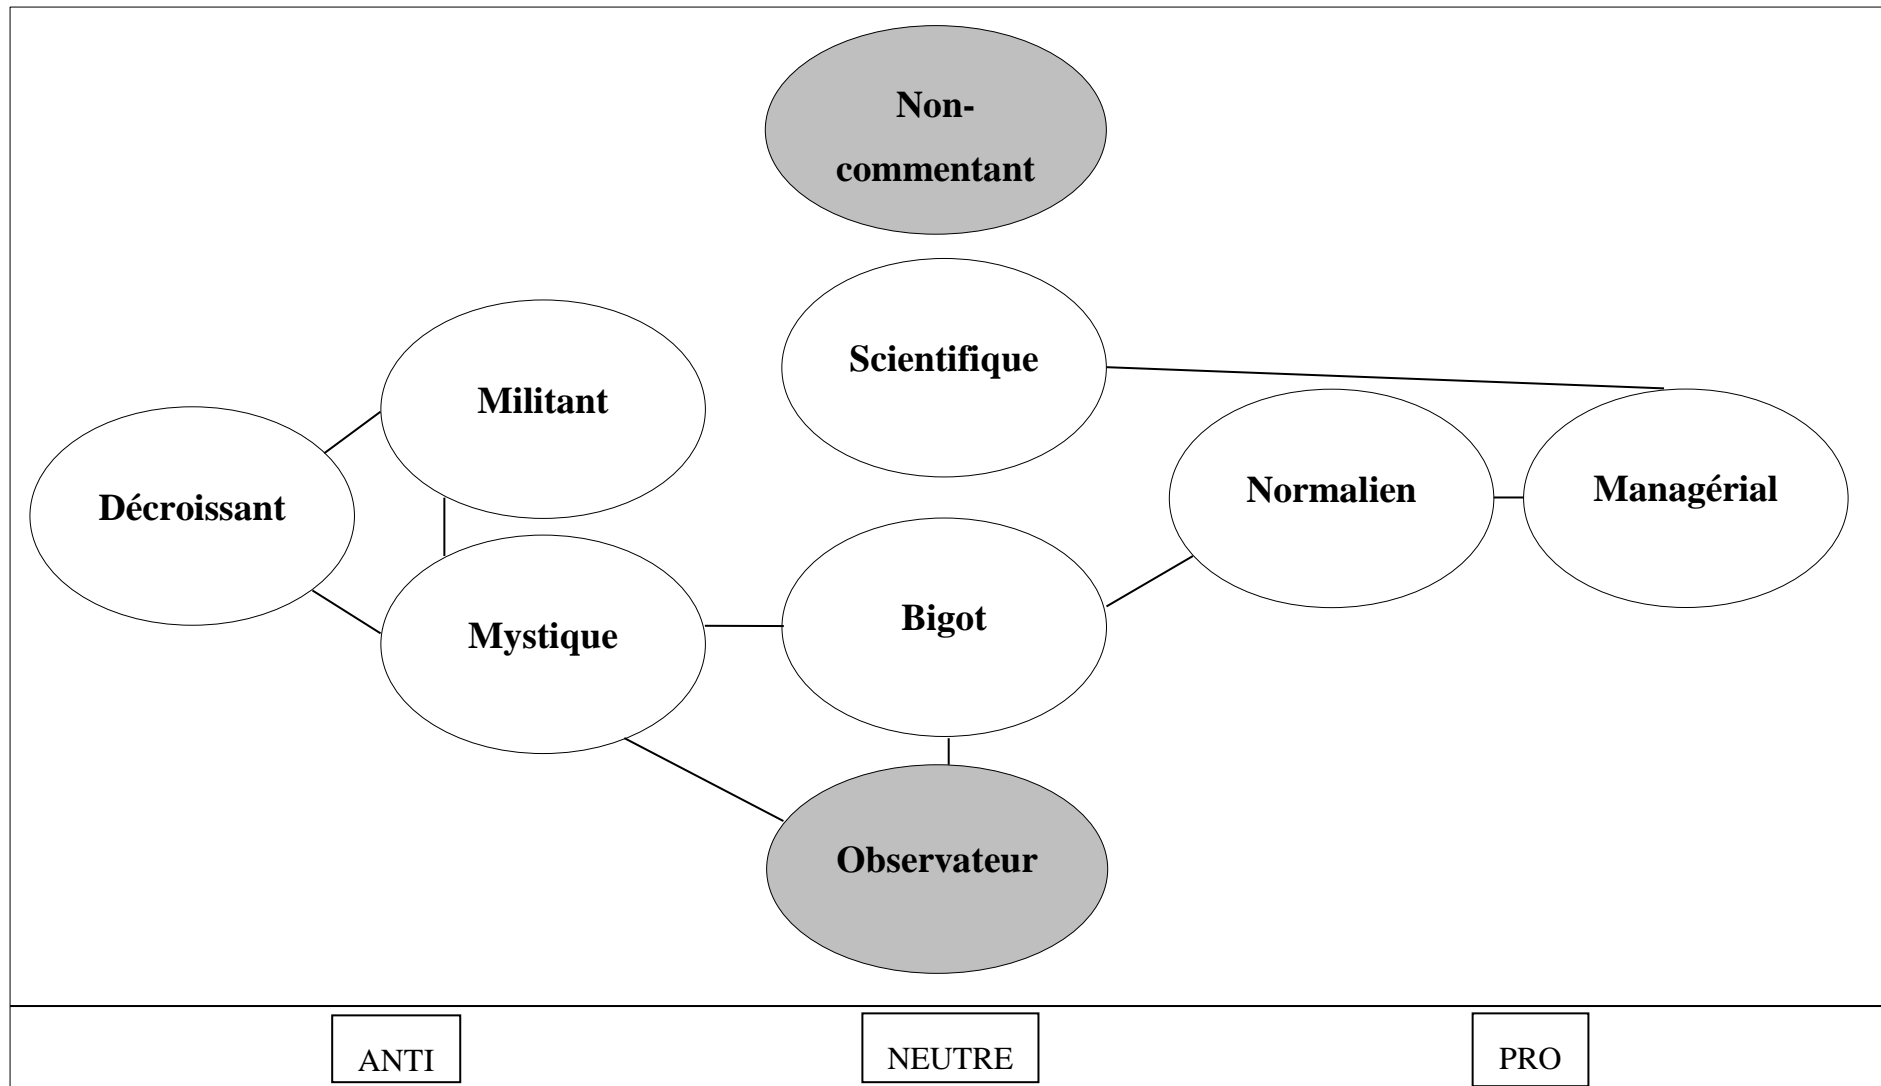 Non-
commentant
Scientifique
Militant
Normalien
Managérial
Décroissant
Bigot
Mystique
Observateur
ANTI
NEUTRE
PRO